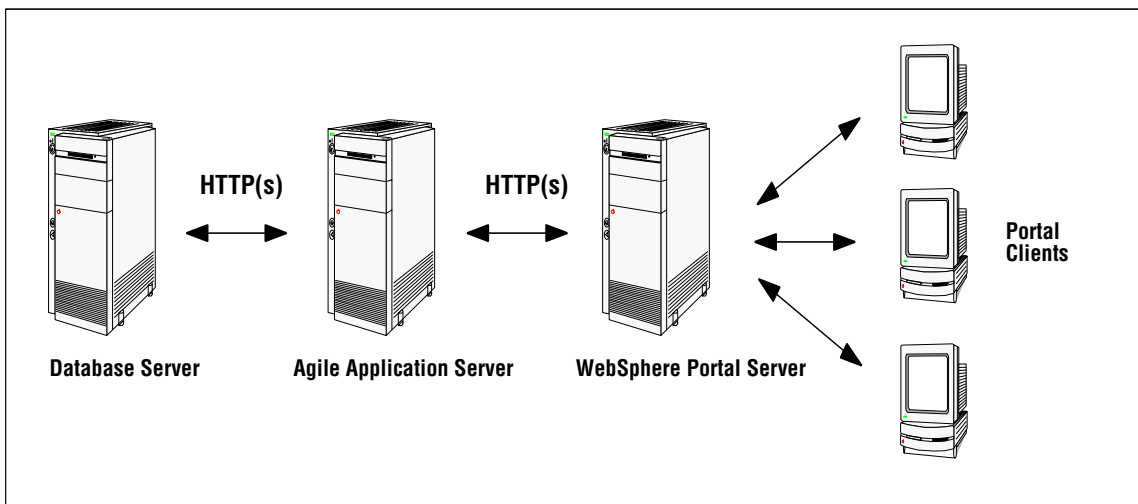 HTTP(s)
HTTP(s)
Portal
Clients
Database Server
Agile Application Server
WebSphere Portal Server